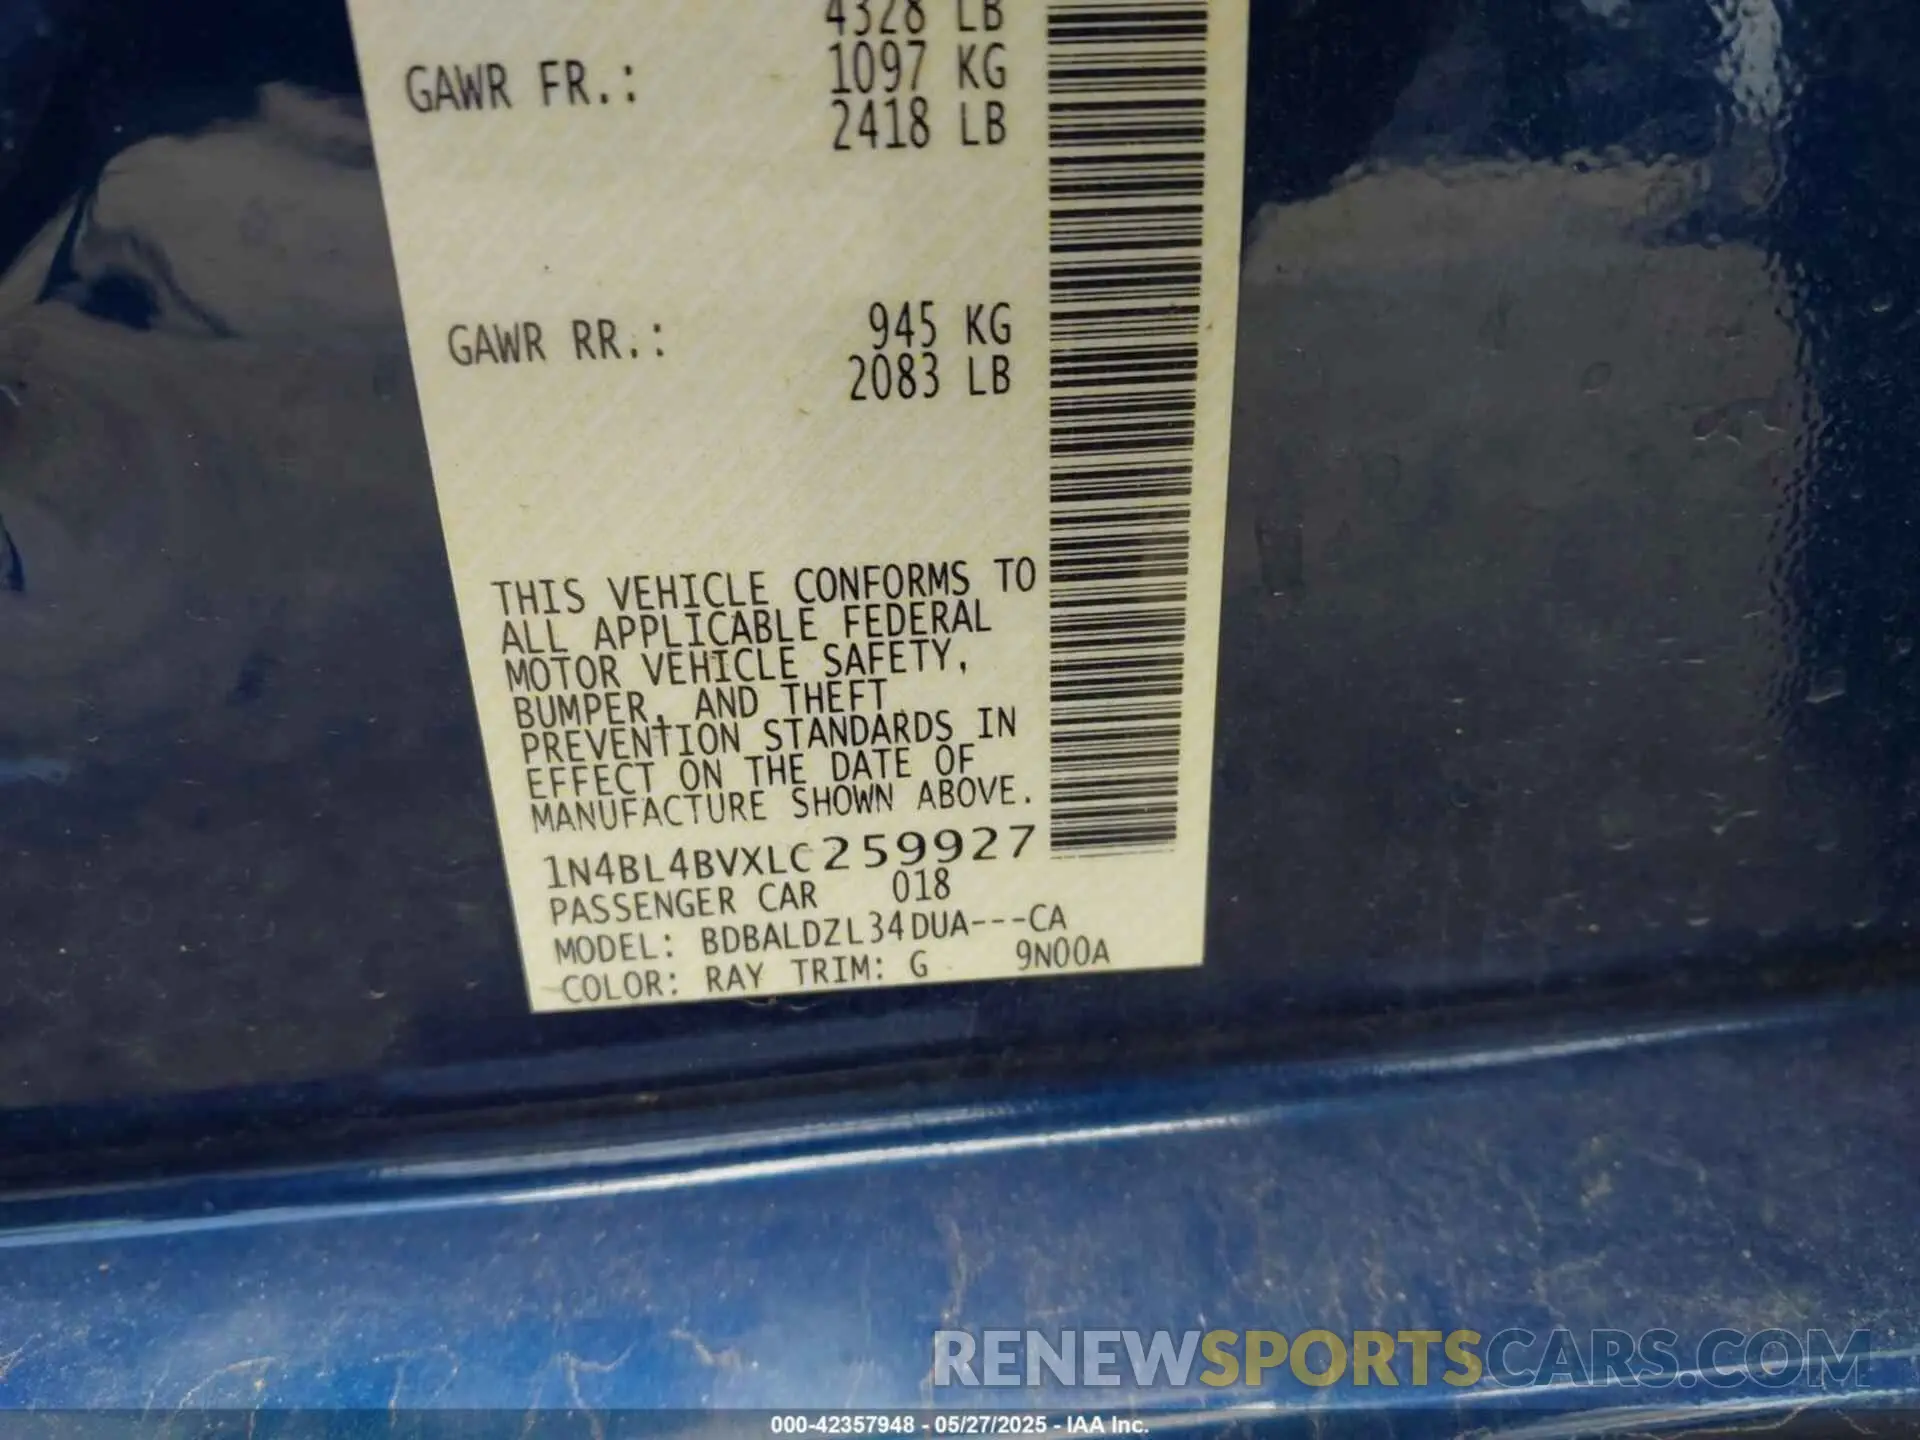 4328 LB
GAWR FR.: 1097 KG
2418 LB
GAWR RR.: 945 KG
2083 LB
THIS VEHICLE CONFORMS TO
ALL APPLICABLE FEDERAL
MOTOR VEHICLE SAFETY,
BUMPER, AND THEFT
PREVENTION STANDARDS IN
EFFECT ON THE DATE OF
MANUFACTURE SHOWN ABOVE.
1N4BL4BVXLC259927
PASSENGER CAR 018
MODEL: BDBALDZL34DUA---CA
COLOR: RAY TRIM: G 9N00A
RENEWSPORTSCARS.COM
000-42357948 - 05/27/2025 - IAA Inc.